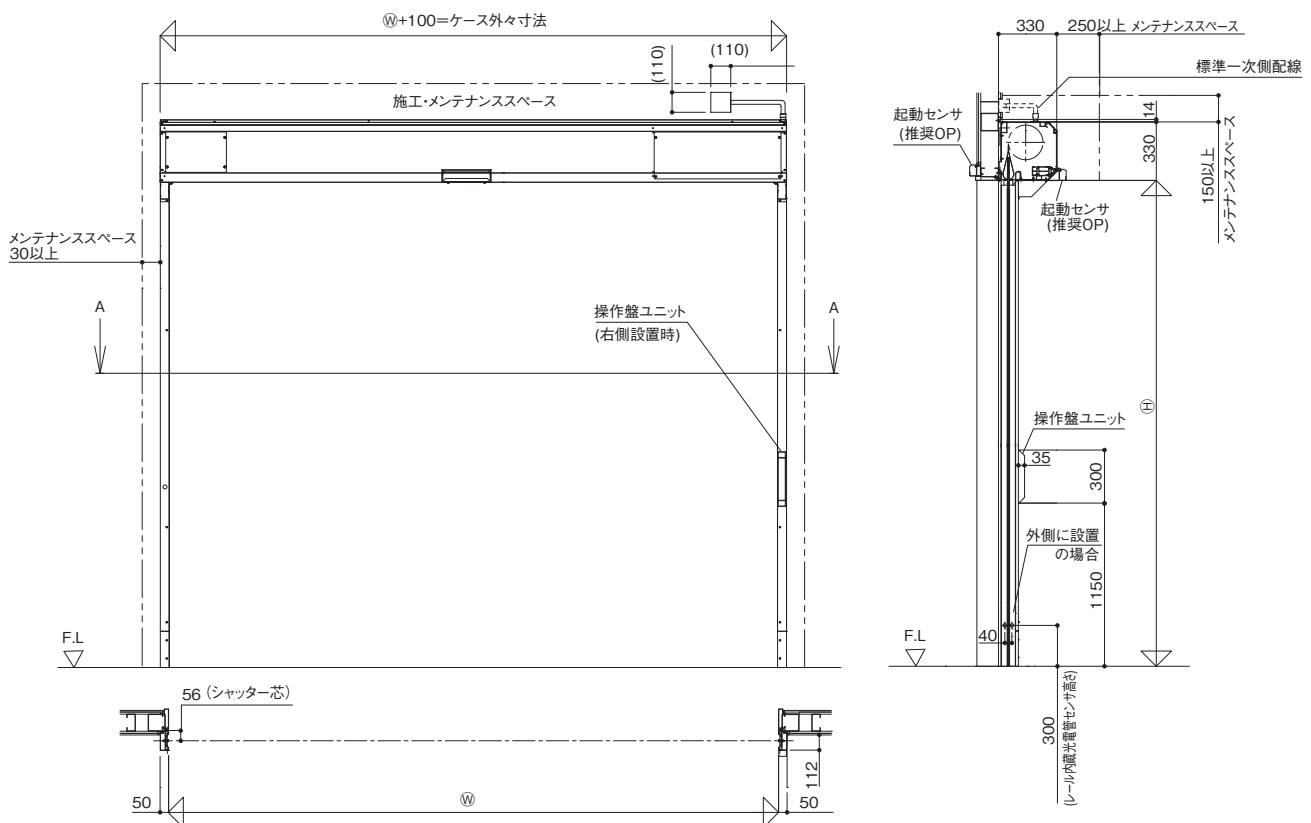 Ⓦ+100=ケース外々寸法
(110)
(110)
施工・メンテナンススペース
メンテナンススペース
30以上
A
A
操作盤ユニット
(右側設置時)
F.L
56 (シャッター芯)
112
50
Ⓦ
50
330
250以上 メンテナンススペース
標準一次側配線
起動センサ
(推奨OP)
14
330
150以上
メンテナンススペース
起動センサ
(推奨OP)
Ⓗ
操作盤ユニット
35
300
外側に設置
の場合
1150
40
F.L
300
(レール内蔵光電管センサ高さ)